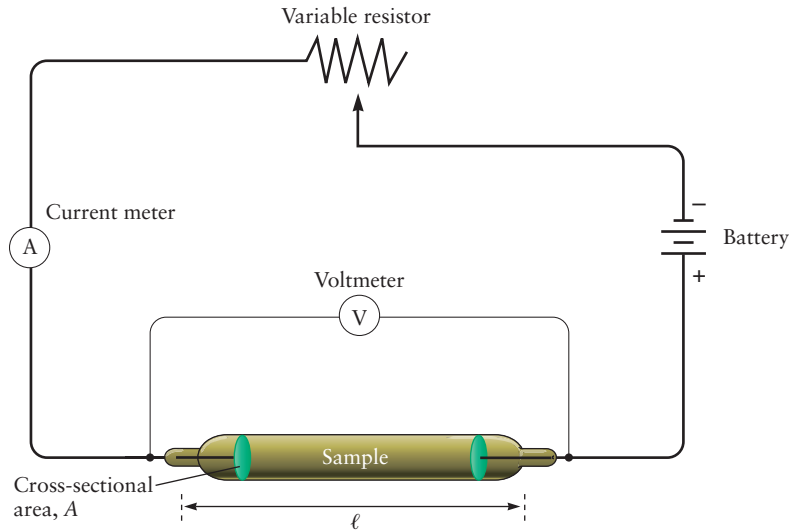 Variable resistor
Current meter
A
−
Battery
+
Voltmeter
V
Sample
Cross-sectional
area, A
ℓ